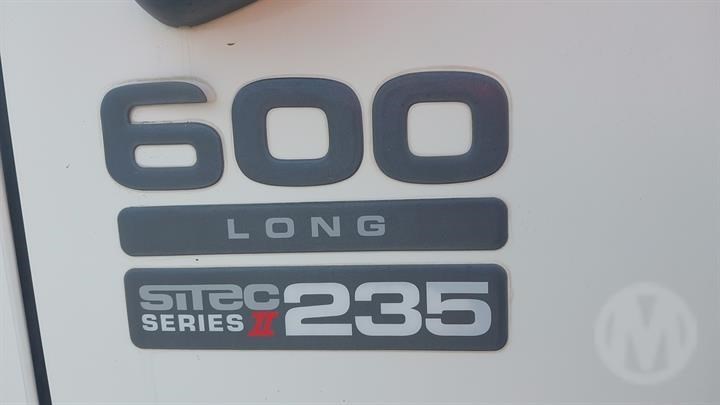 600
LONG
SiTEC
SERIES II 235
M